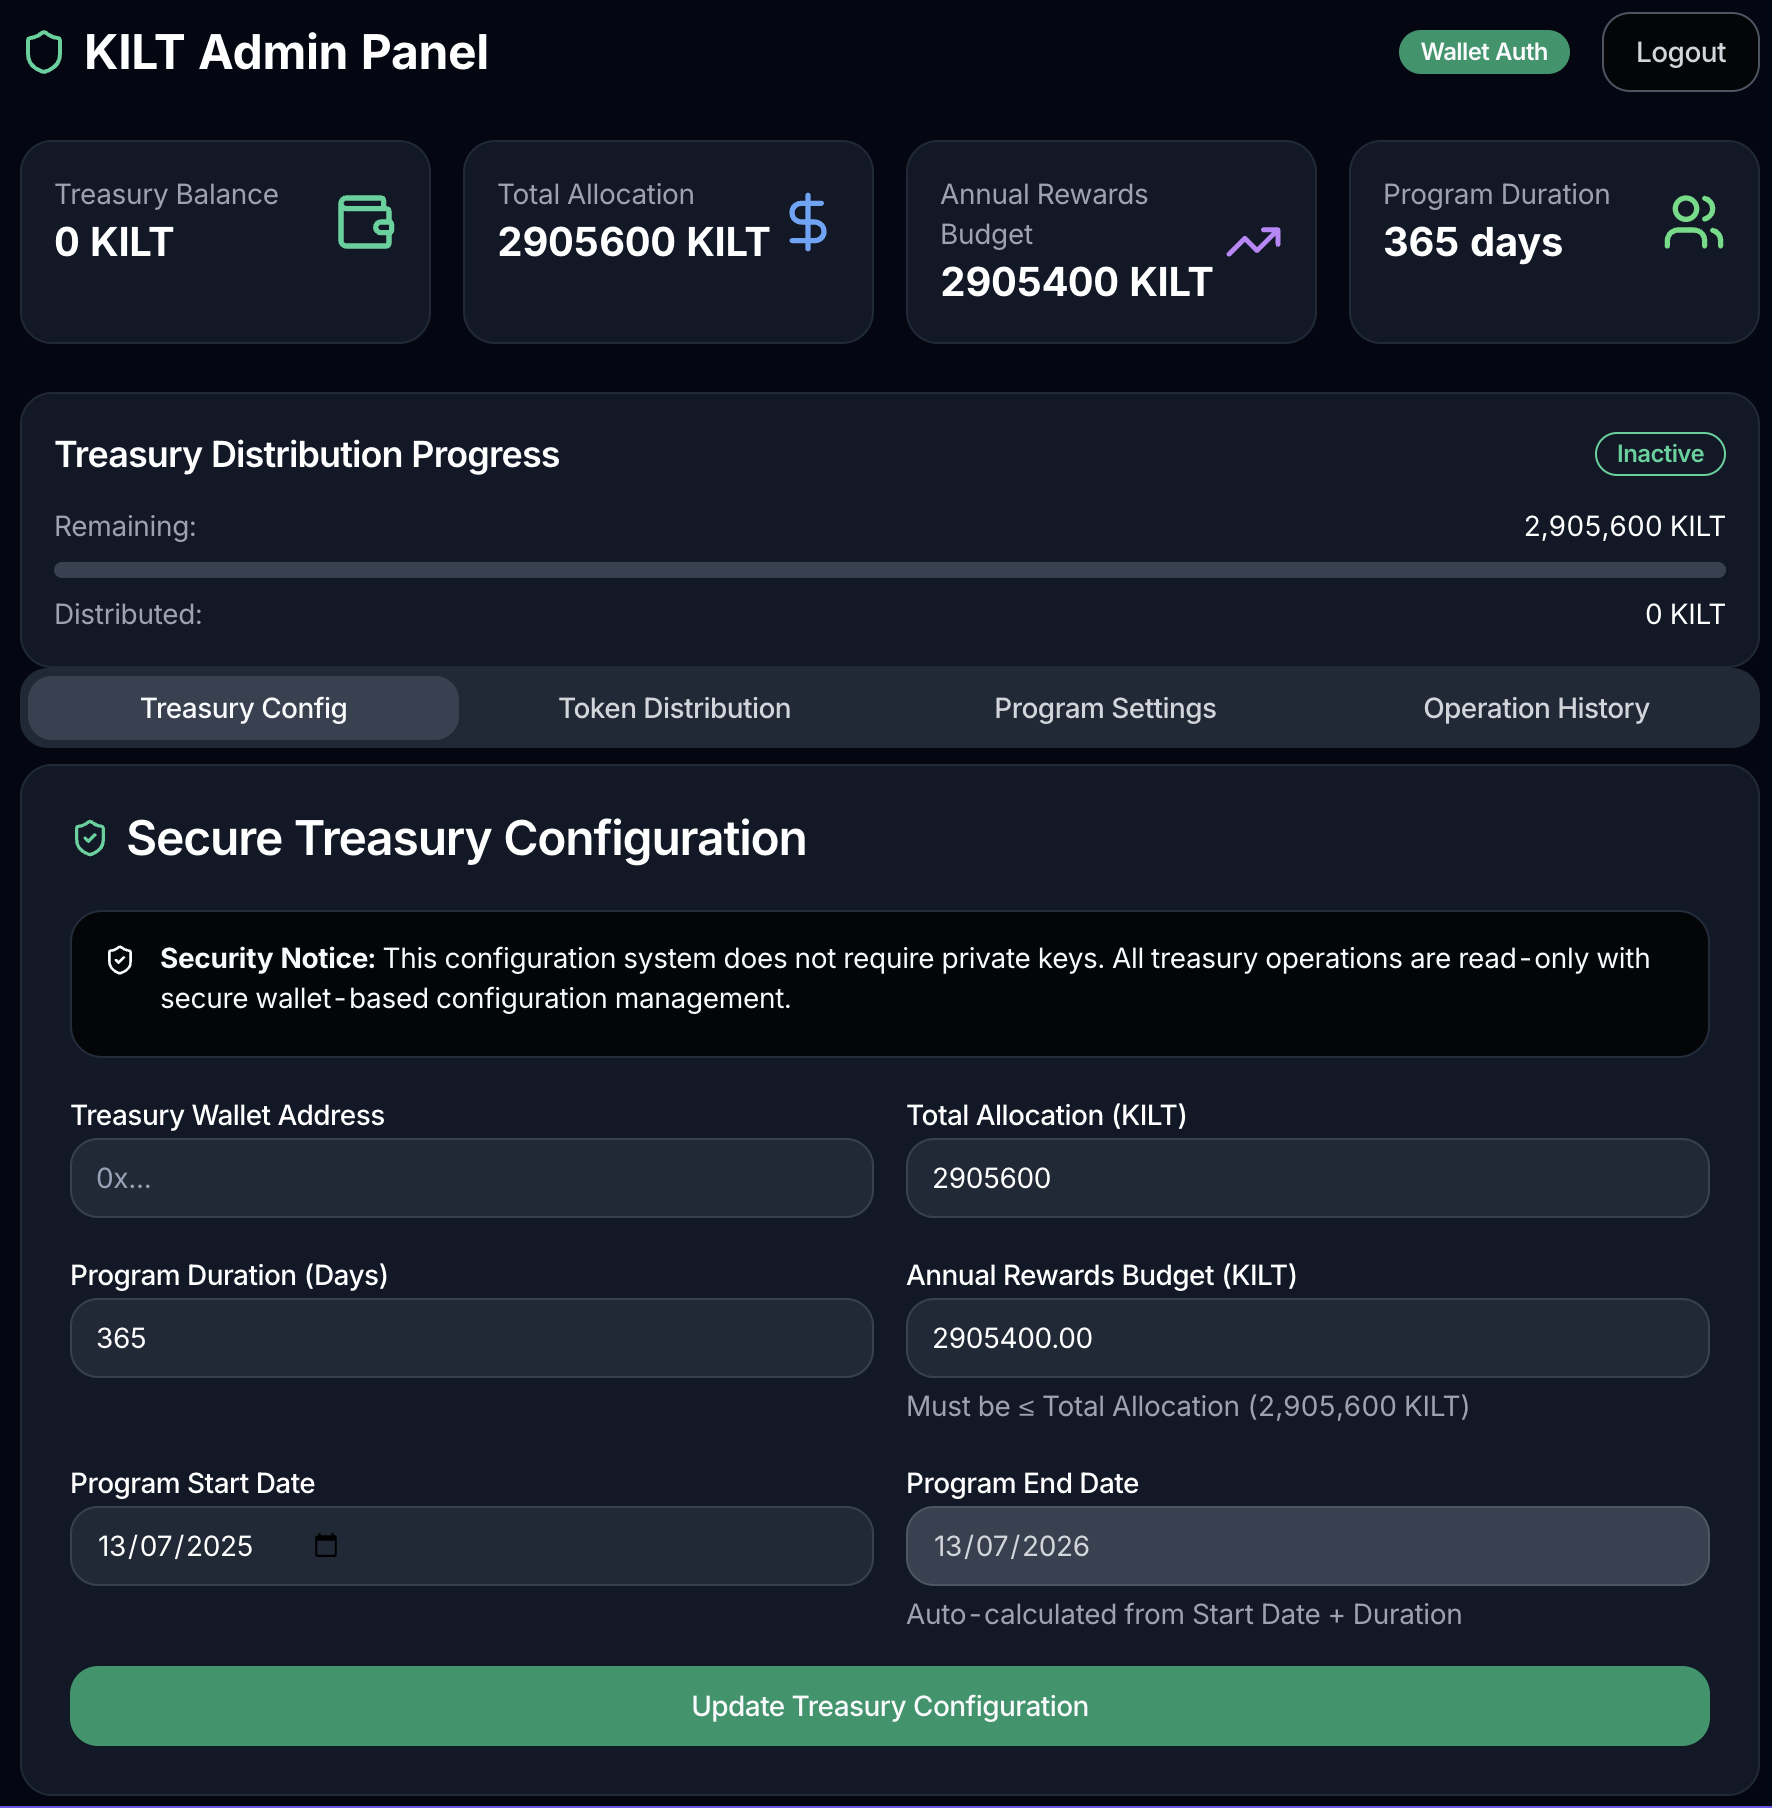 KILT Admin Panel
Wallet Auth
Logout
Treasury Balance
0 KILT
Total Allocation
2905600 KILT
Annual Rewards
Budget
2905400 KILT
Program Duration
365 days
Treasury Distribution Progress
Inactive
Remaining:
2,905,600 KILT
Distributed:
0 KILT
Treasury Config
Token Distribution
Program Settings
Operation History
Secure Treasury Configuration
Security Notice: This configuration system does not require private keys. All treasury operations are read-only with
secure wallet-based configuration management.
Treasury Wallet Address
0x...
Total Allocation (KILT)
2905600
Program Duration (Days)
365
Annual Rewards Budget (KILT)
2905400.00
Must be ≤ Total Allocation (2,905,600 KILT)
Program Start Date
13/07/2025
Program End Date
13/07/2026
Auto-calculated from Start Date + Duration
Update Treasury Configuration